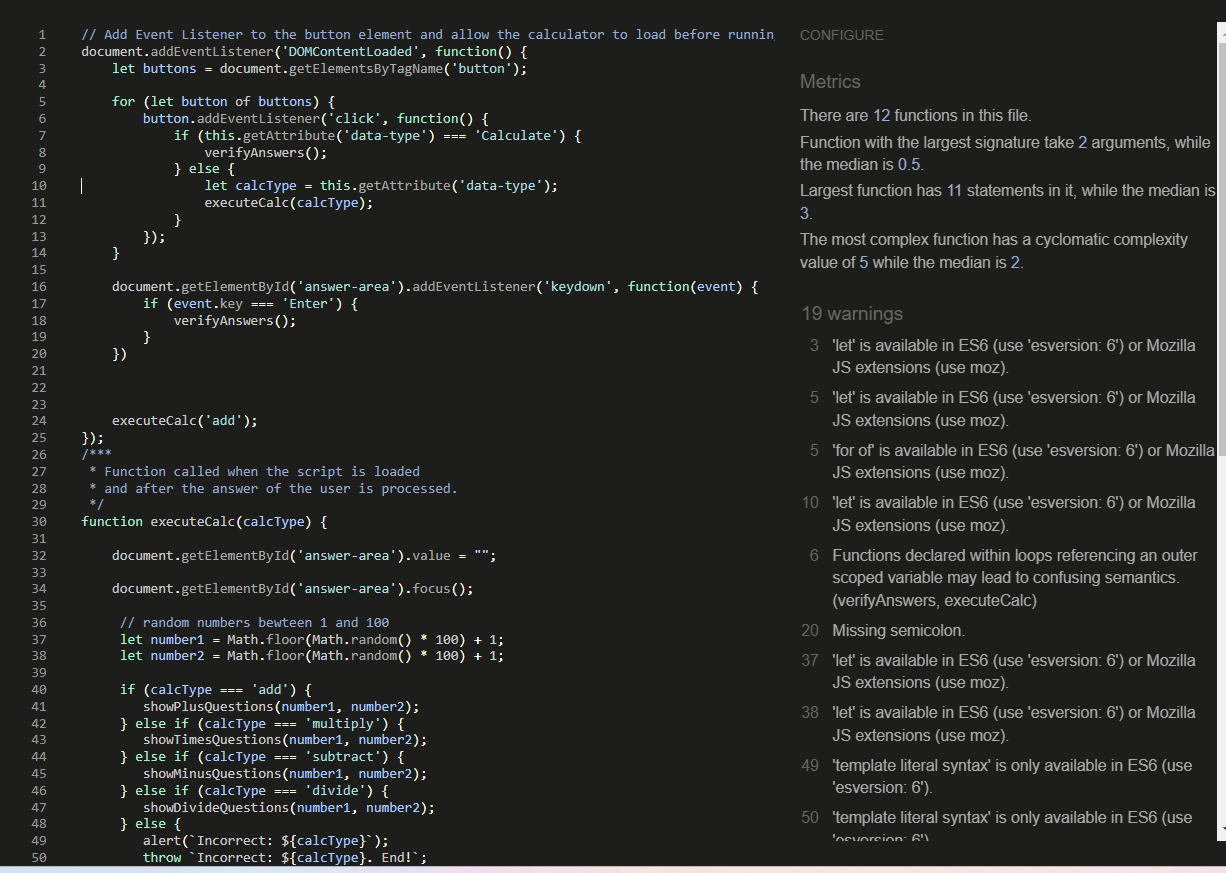 1 // Add Event Listener to the button element and allow the calculator to load before runnin
2 document.addEventListener('DOMContentLoaded', function() {
3 let buttons = document.getElementsByTagName('button');
4
5 for (let button of buttons) {
6 button.addEventListener('click', function() {
7 if (this.getAttribute('data-type') === 'Calculate') {
8 verifyAnswers();
9 } else {
10 let calcType = this.getAttribute('data-type');
11 executeCalc(calcType);
12 }
13 });
14 }
15
16 document.getElementById('answer-area').addEventListener('keydown', function(event) {
17 if (event.key === 'Enter') {
18 verifyAnswers();
19 }
20 })
21
22
23
24 executeCalc('add');
25 });
26 /***
27 * Function called when the script is loaded
28 * and after the answer of the user is processed.
29 */
30 function executeCalc(calcType) {
31
32 document.getElementById('answer-area').value = "";
33
34 document.getElementById('answer-area').focus();
35
36 // random numbers bewteen 1 and 100
37 let number1 = Math.floor(Math.random() * 100) + 1;
38 let number2 = Math.floor(Math.random() * 100) + 1;
39
40 if (calcType === 'add') {
41 showPlusQuestions(number1, number2);
42 } else if (calcType === 'multiply') {
43 showTimesQuestions(number1, number2);
44 } else if (calcType === 'subtract') {
45 showMinusQuestions(number1, number2);
46 } else if (calcType === 'divide') {
47 showDivideQuestions(number1, number2);
48 } else {
49 alert(`Incorrect: ${calcType}`);
50 throw `Incorrect: ${calcType}. End!`;
CONFIGURE
Metrics
There are 12 functions in this file.
Function with the largest signature take 2 arguments, while
the median is 0.5.
Largest function has 11 statements in it, while the median is
3.
The most complex function has a cyclomatic complexity
value of 5 while the median is 2.
19 warnings
3 'let' is available in ES6 (use 'esversion: 6') or Mozilla
JS extensions (use moz).
5 'let' is available in ES6 (use 'esversion: 6') or Mozilla
JS extensions (use moz).
5 'for of' is available in ES6 (use 'esversion: 6') or Mozilla
JS extensions (use moz).
10 'let' is available in ES6 (use 'esversion: 6') or Mozilla
JS extensions (use moz).
6 Functions declared within loops referencing an outer
scoped variable may lead to confusing semantics.
(verifyAnswers, executeCalc)
20 Missing semicolon.
37 'let' is available in ES6 (use 'esversion: 6') or Mozilla
JS extensions (use moz).
38 'let' is available in ES6 (use 'esversion: 6') or Mozilla
JS extensions (use moz).
49 'template literal syntax' is only available in ES6 (use
'esversion: 6').
50 'template literal syntax' is only available in ES6 (use
'esversion: 6')